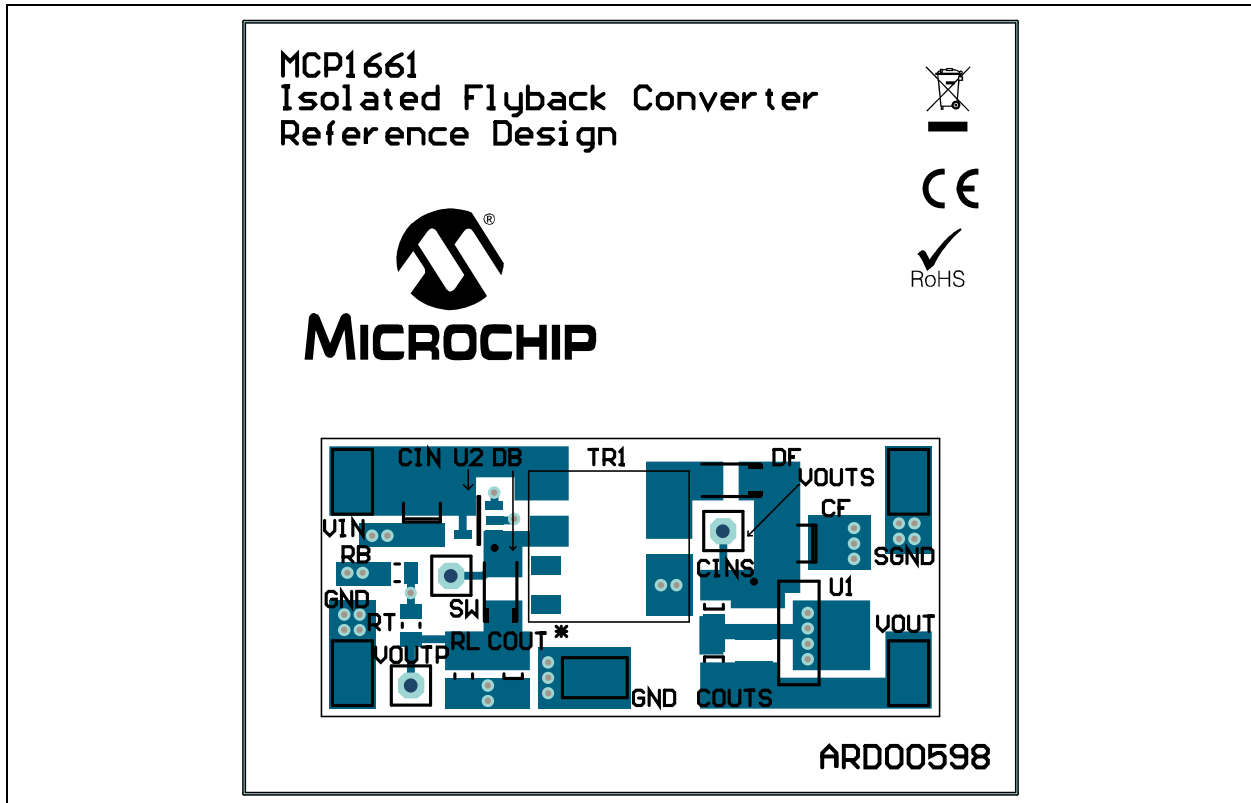 MCP1661
Isolated Flyback Converter
Reference Design
CE
RoHS
®
MICROCHIP
CIN U2 DB
TR1
DF
VOUTS
CF
VIN
RB
CINS
SGND
GND
SW
U1
RT
VOUT
RL COUT *
VOUTP
GND
COUTS
ARD00598